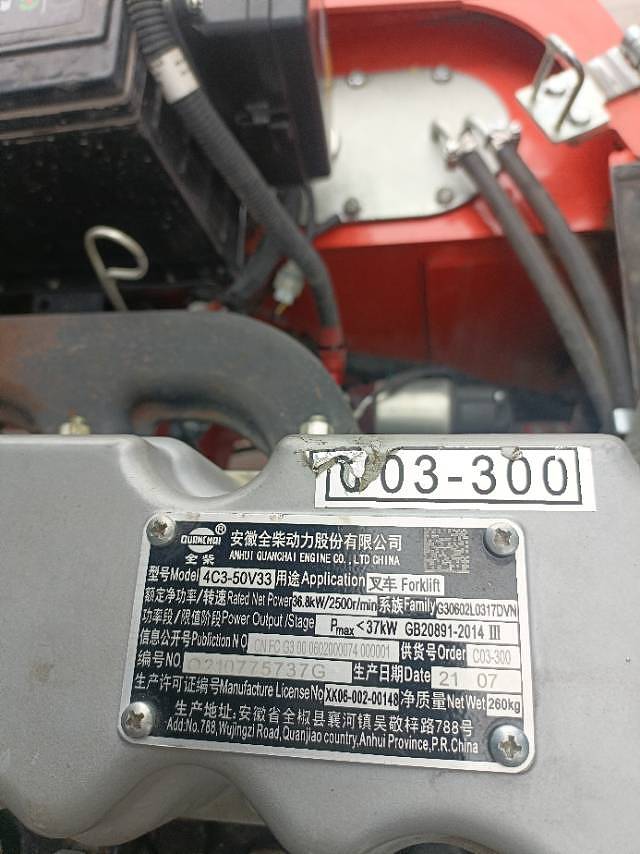 03-300
QUANCHAI ®
全柴
安徽全柴动力股份有限公司
ANHUI QUANCHAI ENGINE CO., LTD CHINA
型号Model 4C3-50V33 用途Application 叉车 Forklift
额定净功率/转速Rated Net Power 36.8kW/2500r/min 系族Family G30602L0317DVN
功率段/限值阶段Power Output/Stage Pmax<37kW GB20891-2014 III
信息公开号Publication N O CN FC G3 00 0602000074 000001 供货号Order C03-300
编号NO Q210775737G 生产日期Date 21 07
生产许可证编号Manufacture License No XK06-002-00148 净质量Net Wet 260kg
生产地址:安徽省全椒县襄河镇吴敬梓路788号
Add:No.788,Wujingzi Road,Quanjiao country,Anhui Province,P.R.China